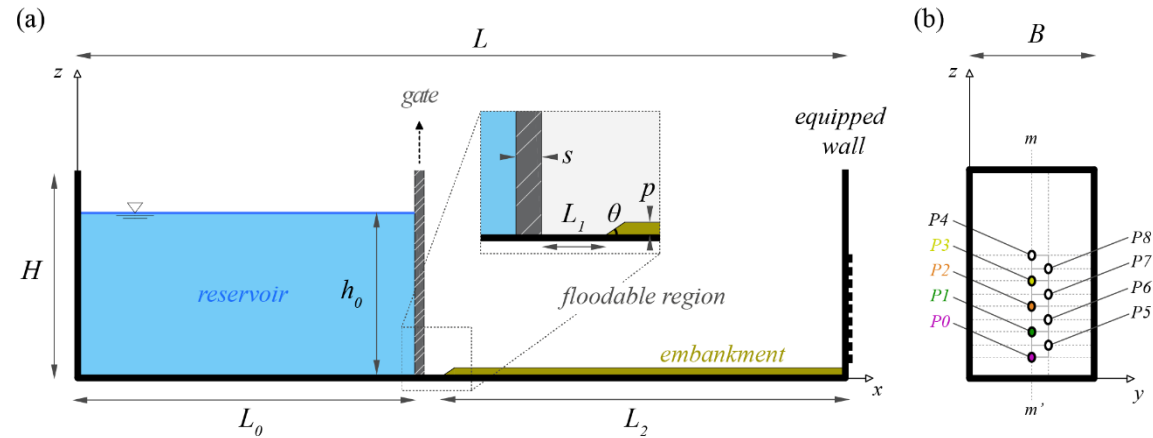 (a)
L
z
gate
equipped
wall
s
p
L1
θ
H
reservoir
h0
floodable region
embankment
x
L0
L2
(b)
B
z
m
P4
P8
P3
P7
P2
P6
P1
P5
P0
m'
y